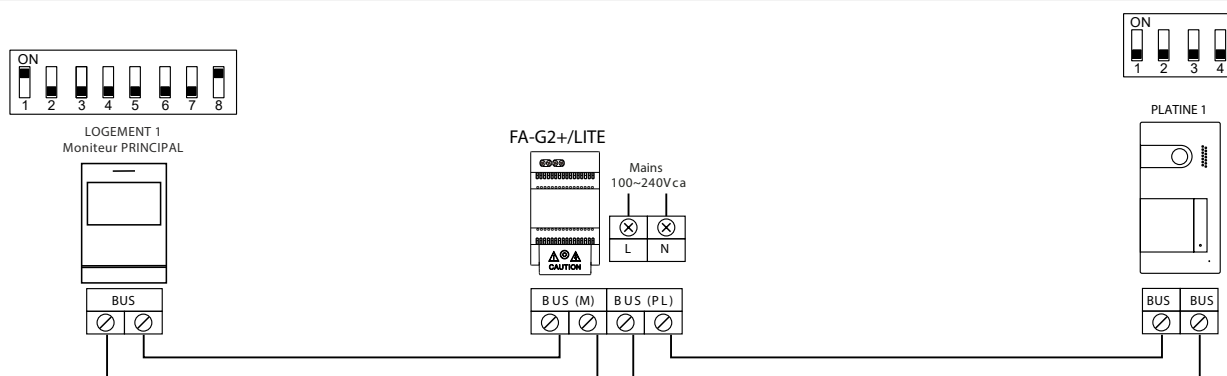 ON
1 2 3 4 5 6 7 8
LOGEMENT 1
Moniteur PRINCIPAL
BUS
FA-G2+/LITE
CAUTION
Mains
100~240Vca
L N
BUS (M) BUS (PL)
ON
1 2 3 4
PLATINE 1
BUS BUS